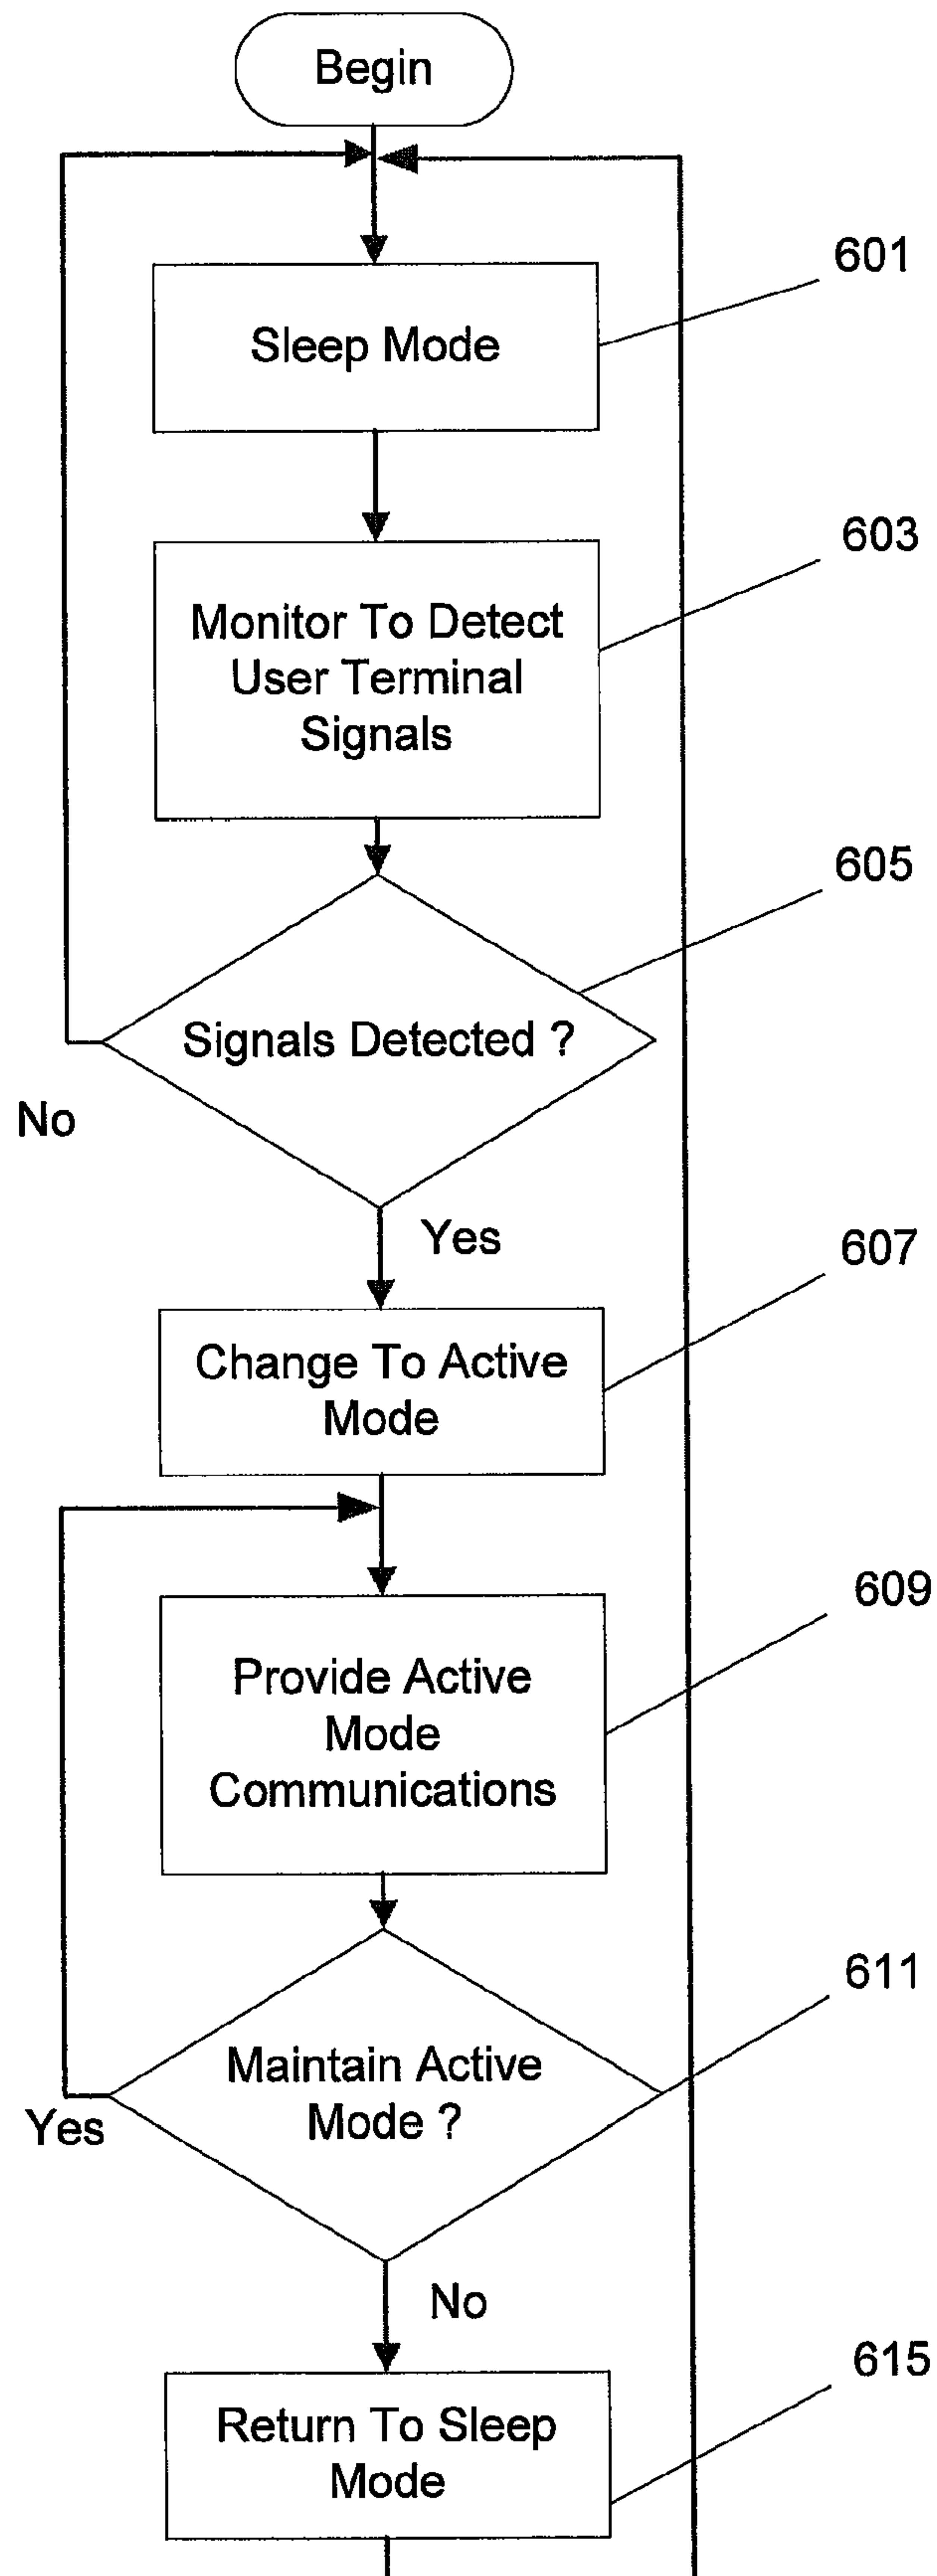 Begin
601
Sleep Mode
603
Monitor To Detect
User Terminal
Signals
605
Signals Detected ?
No
Yes
607
Change To Active
Mode
609
Provide Active
Mode
Communications
611
Maintain Active
Mode ?
Yes
No
615
Return To Sleep
Mode